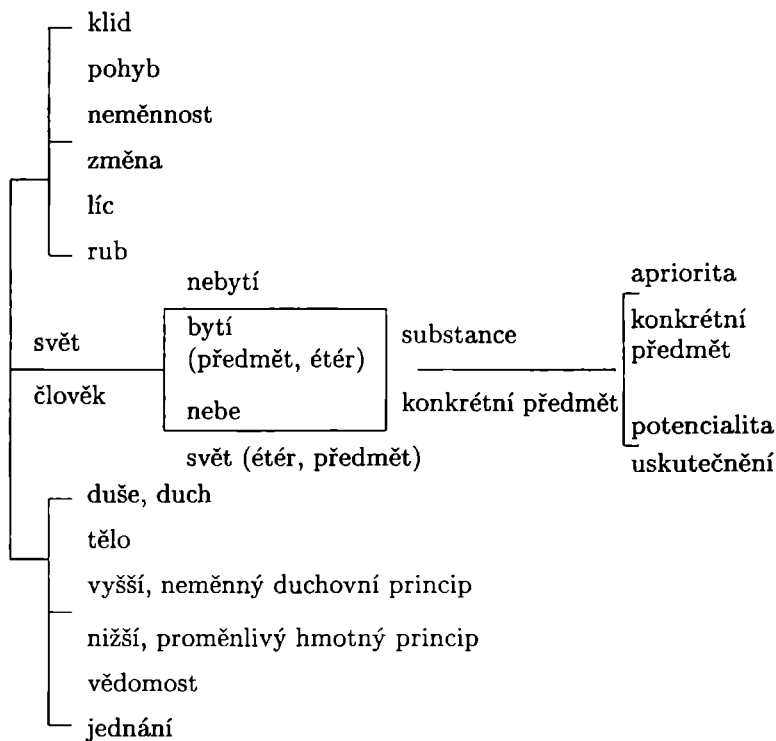 klid
pohyb
neměnnost
změna
líc
rub
svět
člověk
nebytí
bytí
(předmět, étér)
nebe
svět (étér, předmět)
substance
konkrétní předmět
apriorita
konkrétní
předmět
potencialita
uskutečnění
duše, duch
tělo
vyšší, neměnný duchovní princip
nižší, proměnlivý hmotný princip
vědomost
jednání